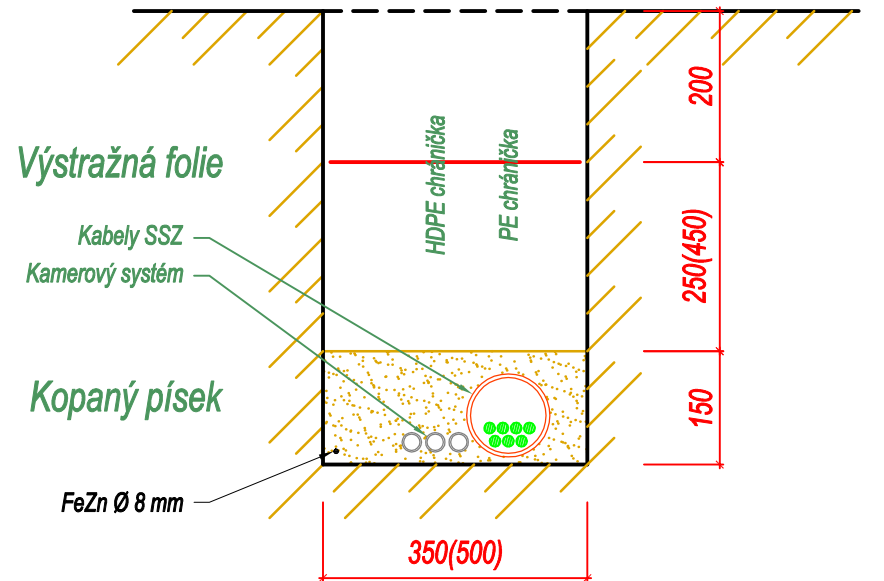 200
HDPE chránička
PE chránička
Výstražná folie
250(450)
Kabely SSZ
Kamerový systém
Kopaný písek
150
FeZn Ø 8 mm
350(500)